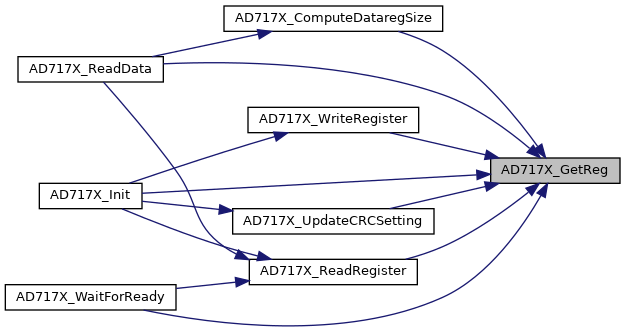 AD717X_ComputeDataregSize
AD717X_ReadData
AD717X_WriteRegister
AD717X_GetReg
AD717X_Init
AD717X_UpdateCRCSetting
AD717X_ReadRegister
AD717X_WaitForReady